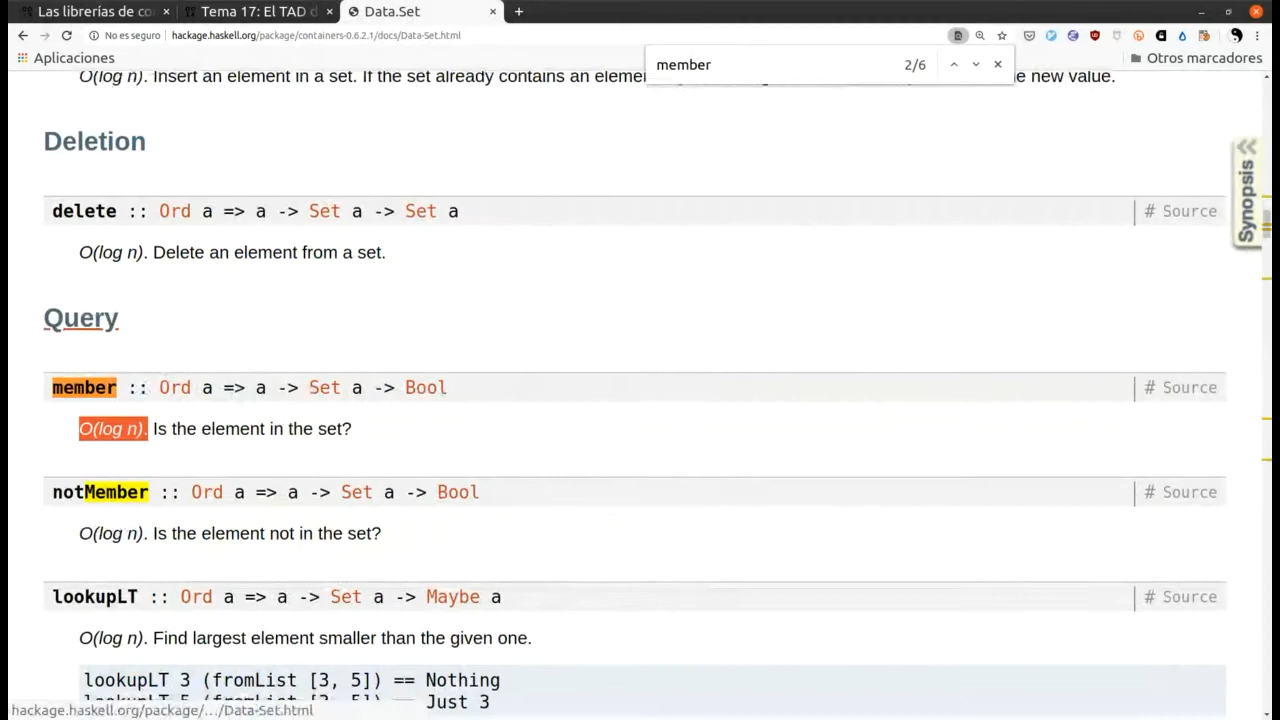 Las librerías de co
Tema 17: El TAD d
Data.Set
No es seguro
hackage.haskell.org/package/containers-0.6.2.1/docs/Data-Set.html
Aplicaciones
member
2/6
Otros marcadores
O(log n). Insert an element in a set. If the set already contains an eleme
e new value.
Deletion
delete :: Ord a => a -> Set a -> Set a
# Source
O(log n). Delete an element from a set.
Synopsis
Query
member :: Ord a => a -> Set a -> Bool
# Source
O(log n). Is the element in the set?
notMember :: Ord a => a -> Set a -> Bool
# Source
O(log n). Is the element not in the set?
lookupLT :: Ord a => a -> Set a -> Maybe a
# Source
O(log n). Find largest element smaller than the given one.
lookupLT 3 (fromList [3, 5]) == Nothing
lookupLT 5 (fromList [3, 5]) == Just 3
hackage.haskell.org/package/.../Data-Set.html